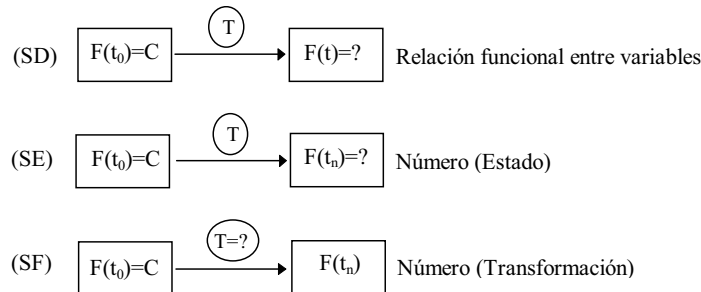 T
(SD) F(t₀)=C F(t)=? Relación funcional entre variables
T
(SE) F(t₀)=C F(tₙ)=? Número (Estado)
T=?
(SF) F(t₀)=C F(tₙ) Número (Transformación)